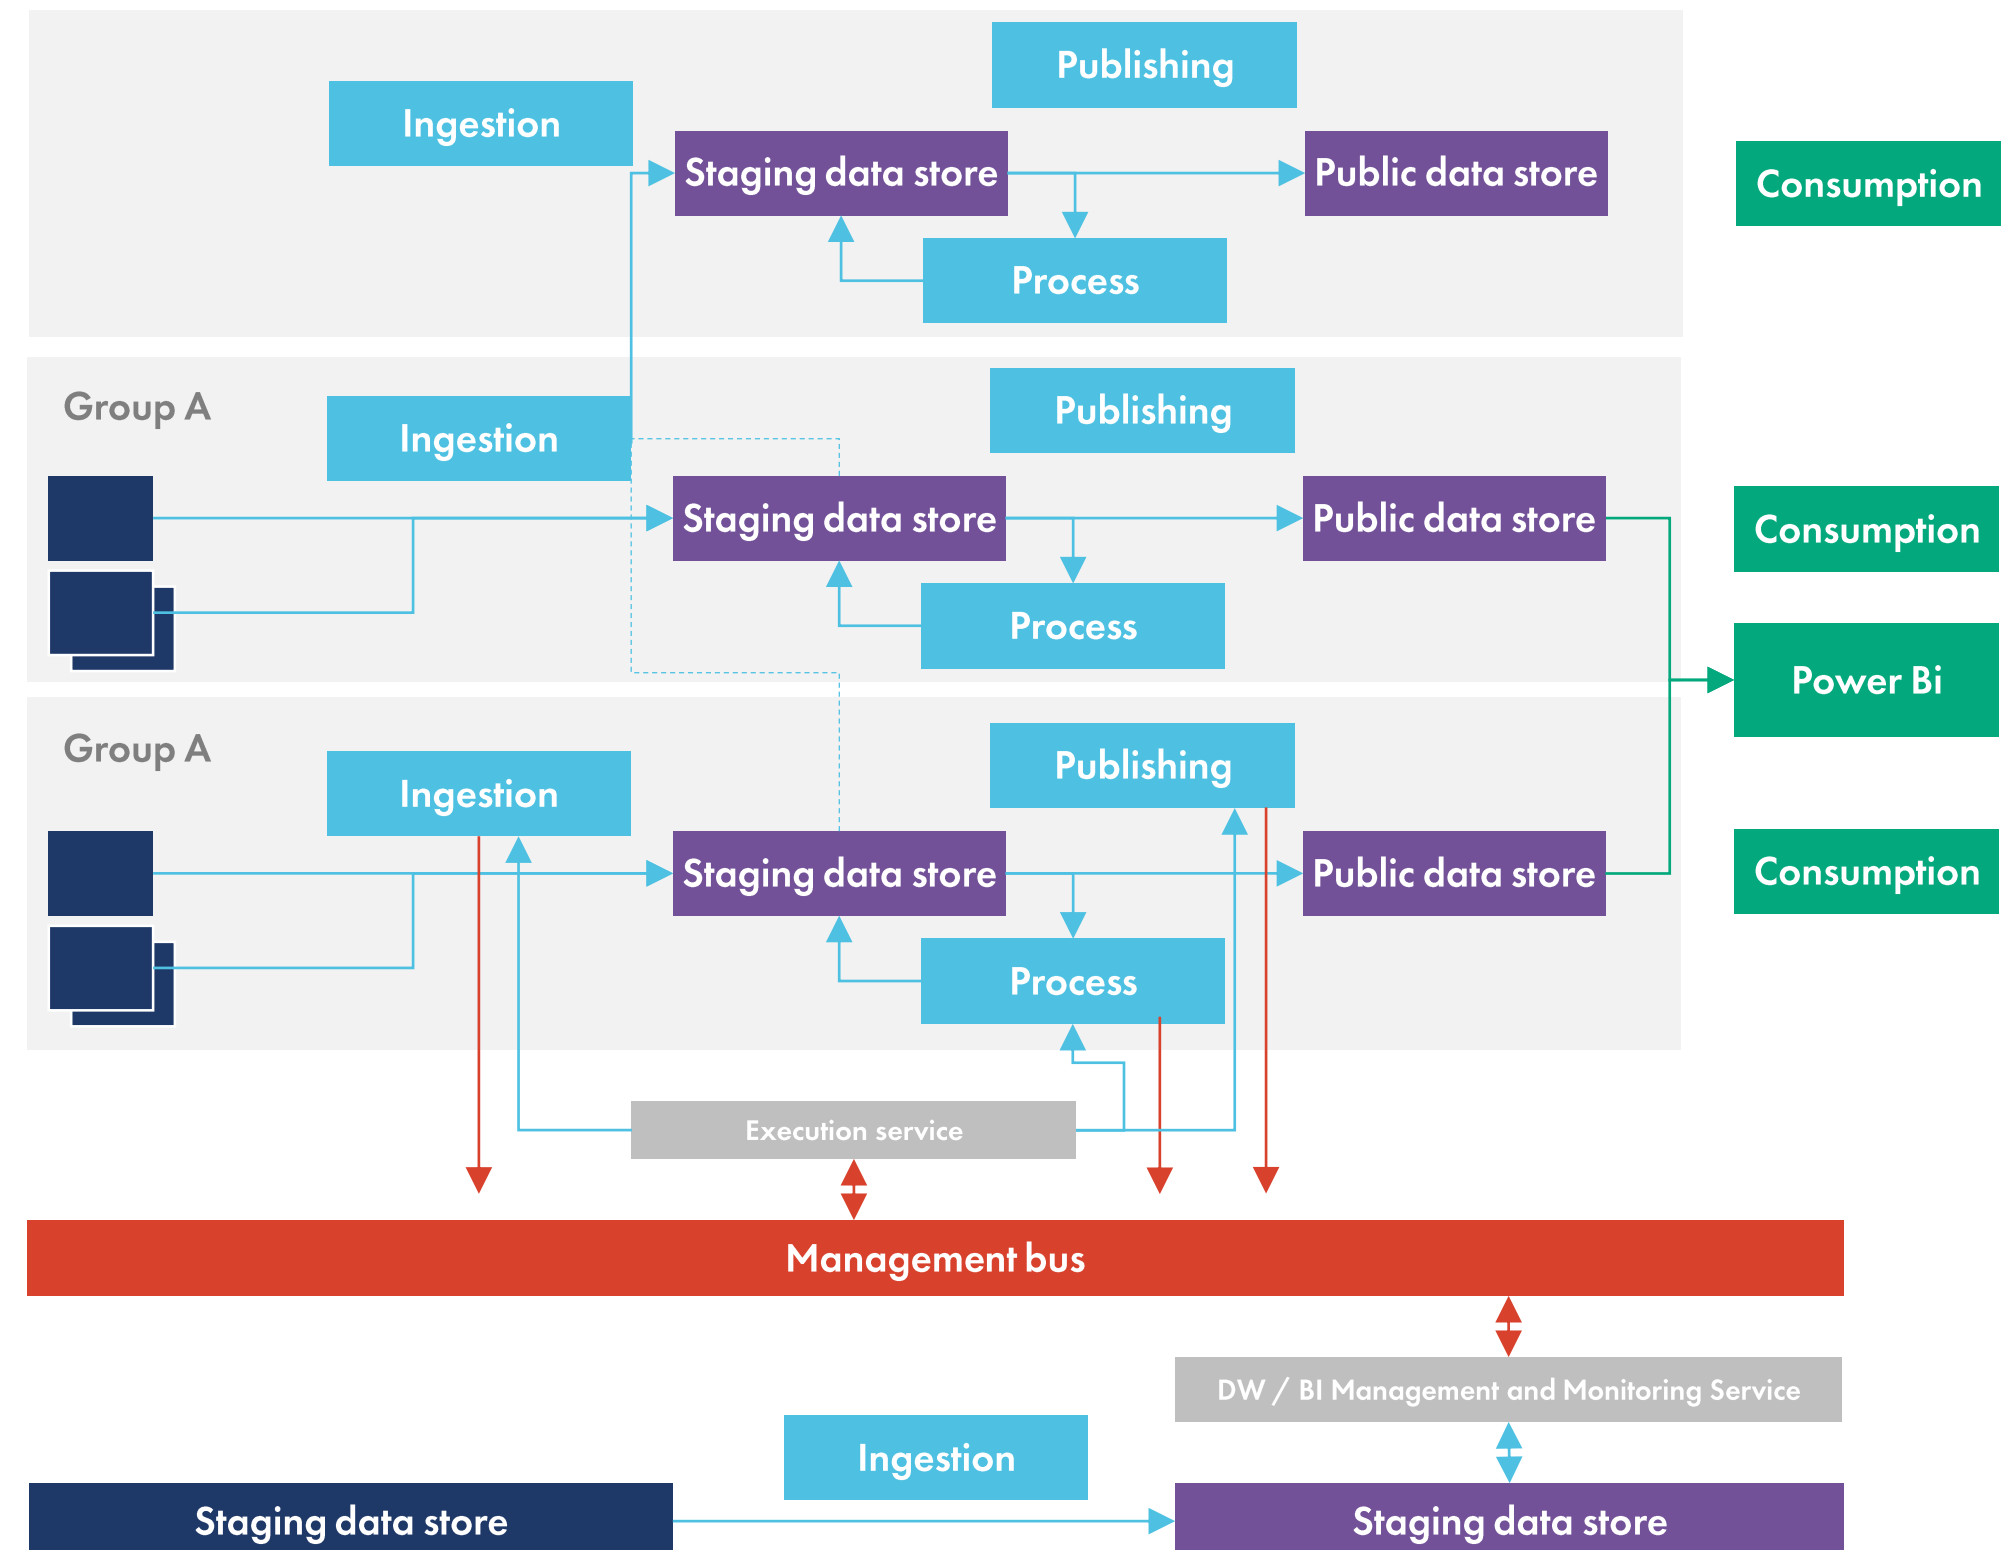 Publishing
Ingestion
Staging data store
Public data store
Consumption
Process
Group A
Publishing
Ingestion
Staging data store
Public data store
Consumption
Process
Power Bi
Group A
Publishing
Ingestion
Staging data store
Public data store
Consumption
Process
Execution service
Management bus
DW / BI Management and Monitoring Service
Ingestion
Staging data store
Staging data store